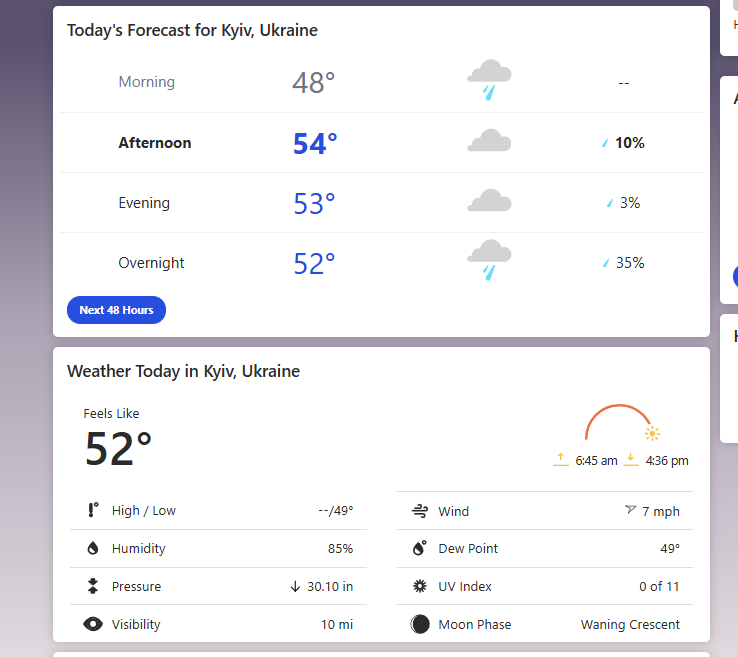 Today's Forecast for Kyiv, Ukraine
Morning 48° --
Afternoon 54° 10%
Evening 53° 3%
Overnight 52° 35%
Next 48 Hours
Weather Today in Kyiv, Ukraine
Feels Like
52°
6:45 am 4:36 pm
High / Low --/49°
Wind 7 mph
Humidity 85%
Dew Point 49°
Pressure 30.10 in
UV Index 0 of 11
Visibility 10 mi
Moon Phase Waning Crescent